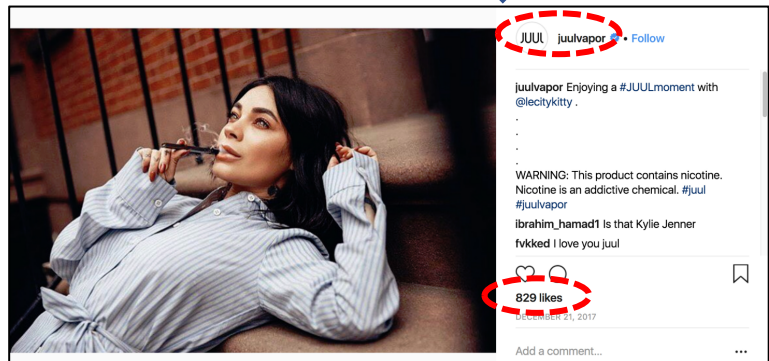 JUUL juulvapor • Follow
juulvapor Enjoying a #JUULmoment with
@lecitykitty .
.
.
.
.
WARNING: This product contains nicotine.
Nicotine is an addictive chemical. #juul
#juulvapor
ibrahim_hamad1 Is that Kylie Jenner
fvkked I love you juul
829 likes
DECEMBER 21, 2017
Add a comment... •••